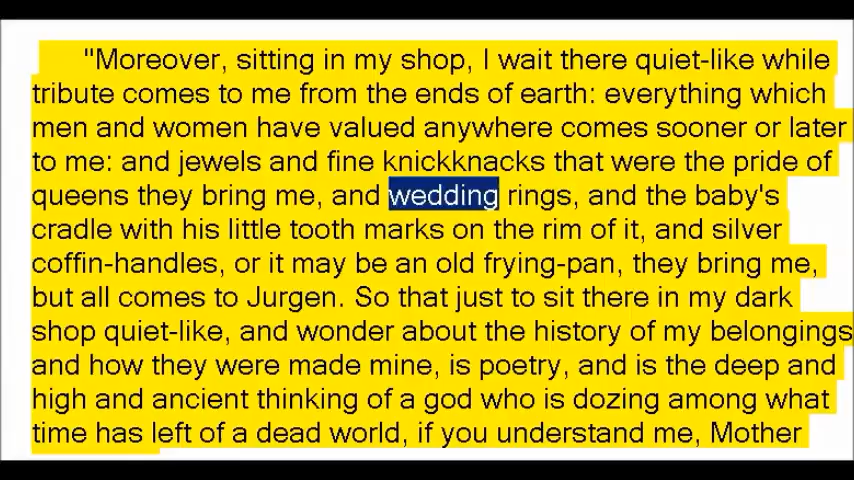 "Moreover, sitting in my shop, I wait there quiet-like while
tribute comes to me from the ends of earth: everything which
men and women have valued anywhere comes sooner or later
to me: and jewels and fine knickknacks that were the pride of
queens they bring me, and wedding rings, and the baby's
cradle with his little tooth marks on the rim of it, and silver
coffin-handles, or it may be an old frying-pan, they bring me,
but all comes to Jurgen. So that just to sit there in my dark
shop quiet-like, and wonder about the history of my belongings
and how they were made mine, is poetry, and is the deep and
high and ancient thinking of a god who is dozing among what
time has left of a dead world, if you understand me, Mother